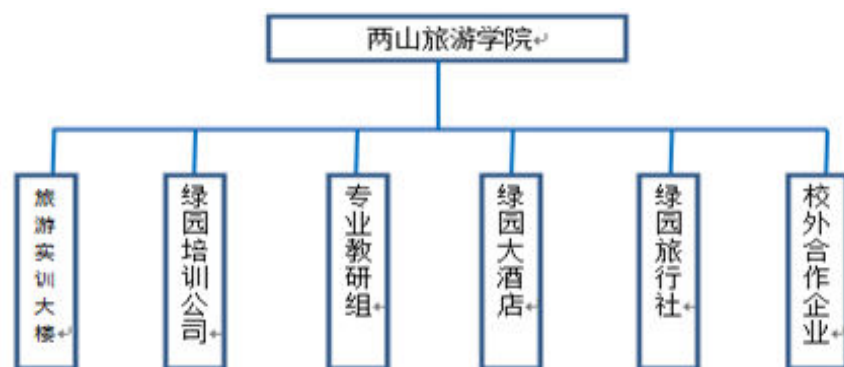 两山旅游学院
旅游实训大楼
绿园培训公司
专业教研组
绿园大酒店
绿园旅行社
校外合作企业